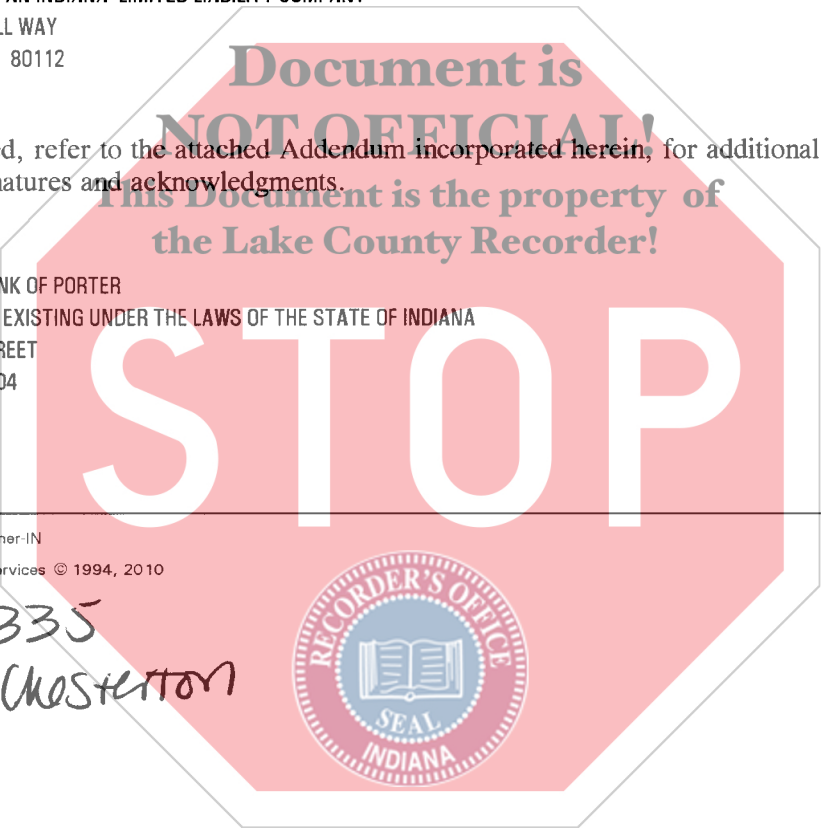 AN INDIANA LIMITED LIABILITY COMPANY
LL WAY
80112
Document is
NOT OFFICIAL!
ed, refer to the attached Addendum incorporated herein, for additional
natures and acknowledgments.
This Document is the property of
the Lake County Recorder!
NK OF PORTER
EXISTING UNDER THE LAWS OF THE STATE OF INDIANA
REET
04
STOP
ner-IN
ervices © 1994, 2010
335
Chesterton
RECORDER'S OFFICE
SEAL
INDIANA